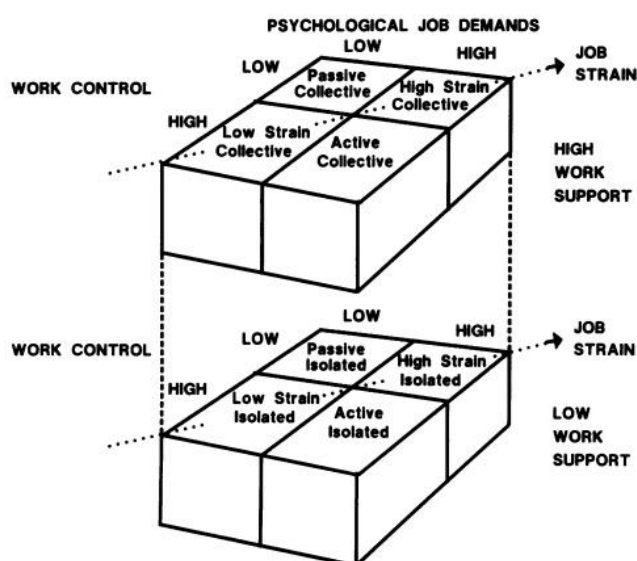 PSYCHOLOGICAL JOB DEMANDS
LOW
HIGH
JOB
STRAIN
LOW
WORK CONTROL
HIGH
Passive
Collective
High Strain
Collective
Low Strain
Collective
Active
Collective
HIGH
WORK
SUPPORT
LOW
HIGH
JOB
STRAIN
LOW
WORK CONTROL
HIGH
Passive
Isolated
High Strain
Isolated
Low Strain
Isolated
Active
Isolated
LOW
WORK
SUPPORT